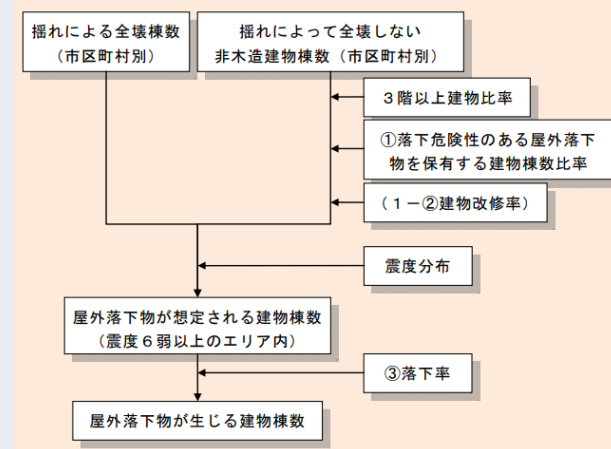 揺れによる全壊棟数
（市区町村別）
揺れによって全壊しない
非木造建物棟数（市区町村別）
３階以上建物比率
①落下危険性のある屋外落下
物を保有する建物棟数比率
（１－②建物改修率）
震度分布
屋外落下物が想定される建物棟数
（震度６弱以上のエリア内）
③落下率
屋外落下物が生じる建物棟数